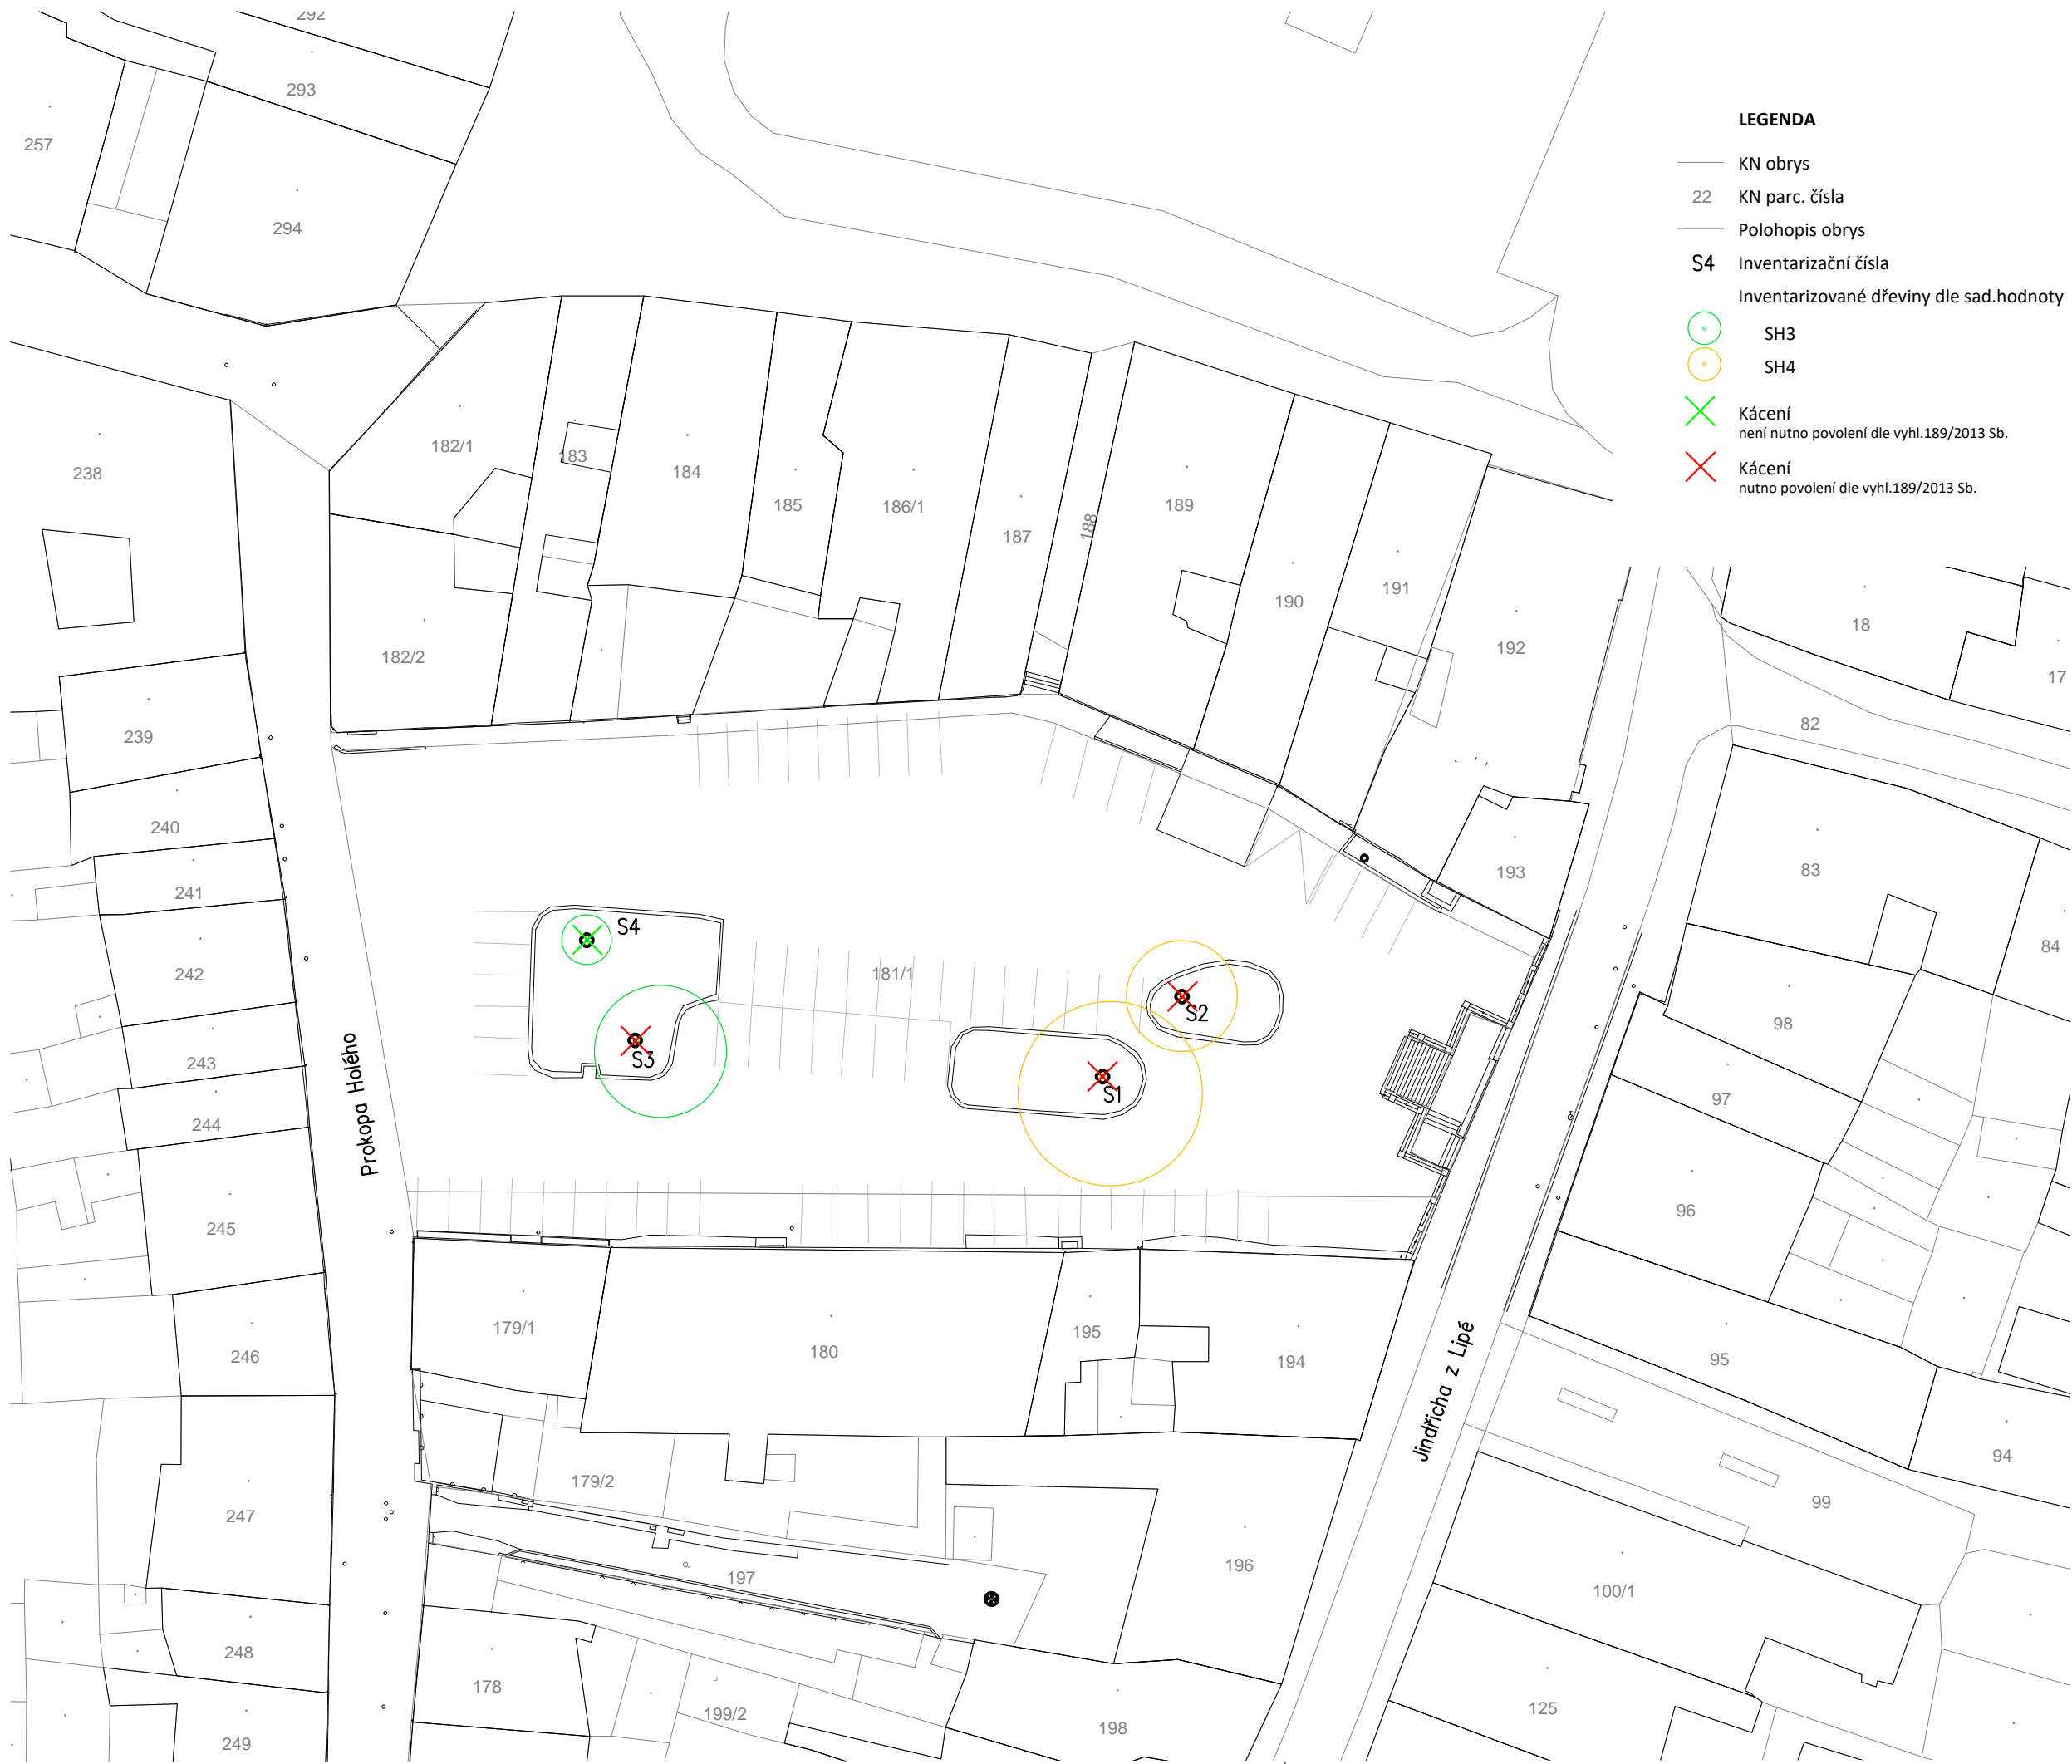 292
293
257
294
LEGENDA
KN obrys
22 KN parc. čísla
Polohopis obrys
S4 Inventarizační čísla
Inventarizované dřeviny dle sad.hodnoty
SH3
SH4
Kácení
není nutno povolení dle vyhl.189/2013 Sb.
Kácení
nutno povolení dle vyhl.189/2013 Sb.
238
182/1
183
184
185
186/1
187
188
189
190
191
192
182/2
18
17
82
239
240
241
242
243
244
245
246
247
248
249
193
83
84
98
97
96
95
94
99
100/1
125
S4
S3
181/1
S2
S1
Prokopa Holého
Jindřicha z Lipé
179/1
180
195
194
179/2
197
196
178
199/2
198